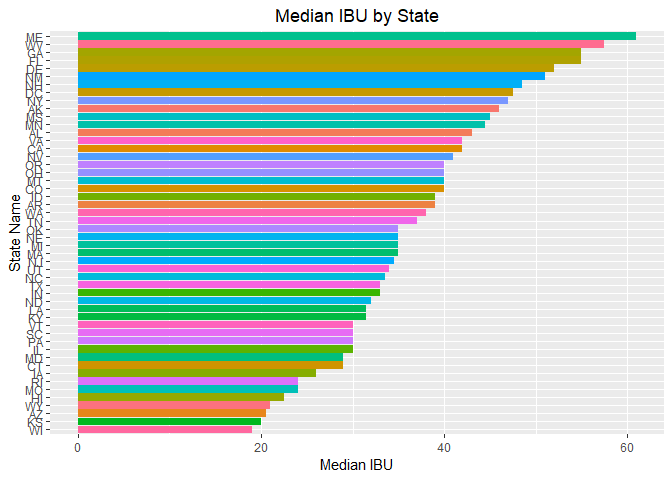 Median IBU by State
ME
WV
GA
FL
DE
NM
NH
DC
NY
AK
MS
MN
AL
VA
CA
NV
OR
OH
MT
CO
ID
AR
WA
TN
OK
NE
MI
MA
NJ
UT
NC
TX
IN
ND
LA
KY
VT
SC
PA
IL
MD
CT
IA
RI
MO
HI
WY
AZ
KS
WI
State Name
0 20 40 60
Median IBU